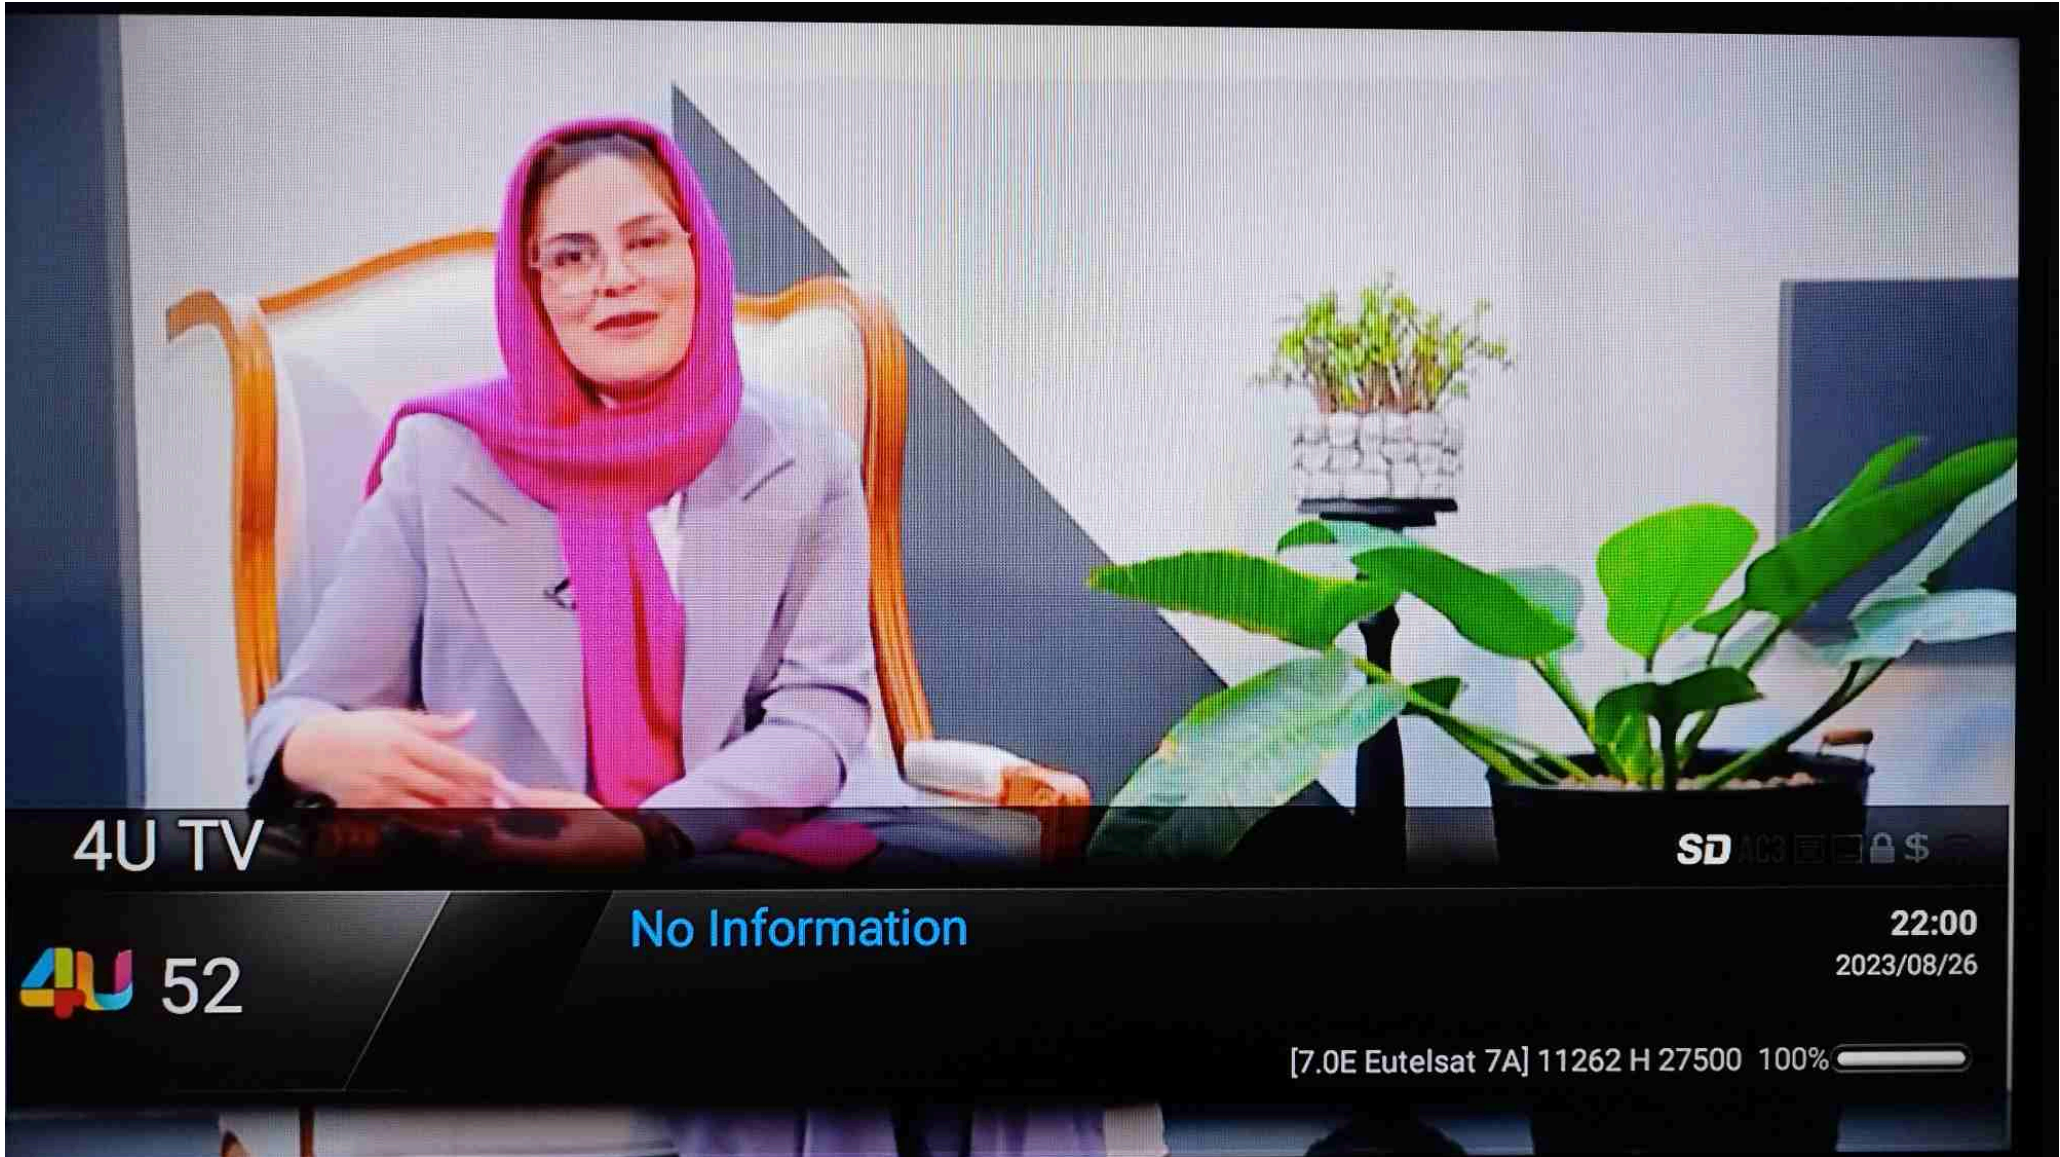 4U TV
SD AC3 $
4U 52
No Information
22:00
2023/08/26
[7.0E Eutelsat 7A] 11262 H 27500 100%